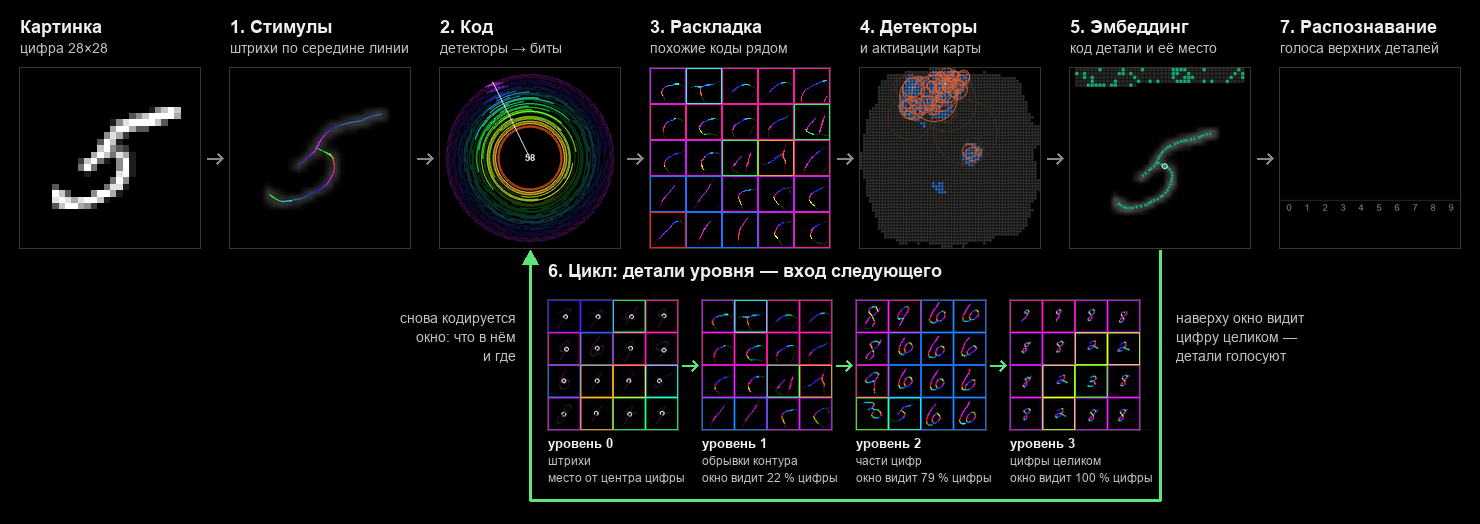 Картинка
цифра 28×28
1. Стимулы
штрихи по середине линии
2. Код
детекторы → биты
3. Раскладка
похожие коды рядом
4. Детекторы
и активации карты
5. Эмбеддинг
код детали и её место
7. Распознавание
голоса верхних деталей
58
0 1 2 3 4 5 6 7 8 9
6. Цикл: детали уровня — вход следующего
снова кодируется
окно: что в нём
и где
наверху окно видит
цифру целиком —
детали голосуют
уровень 0
штрихи
место от центра цифры
уровень 1
обрывки контура
окно видит 22 % цифры
уровень 2
части цифр
окно видит 79 % цифры
уровень 3
цифры целиком
окно видит 100 % цифры